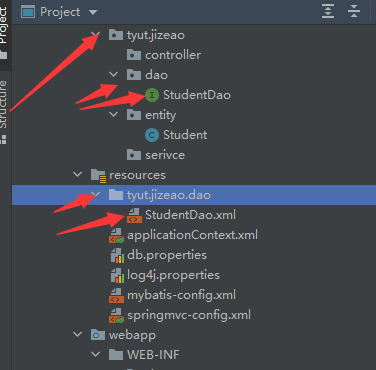 Project
Project
Structure
tyut.jizeao
controller
dao
StudentDao
entity
Student
serivce
resources
tyut.jizeao.dao
StudentDao.xml
applicationContext.xml
db.properties
log4j.properties
mybatis-config.xml
springmvc-config.xml
webapp
WEB-INF